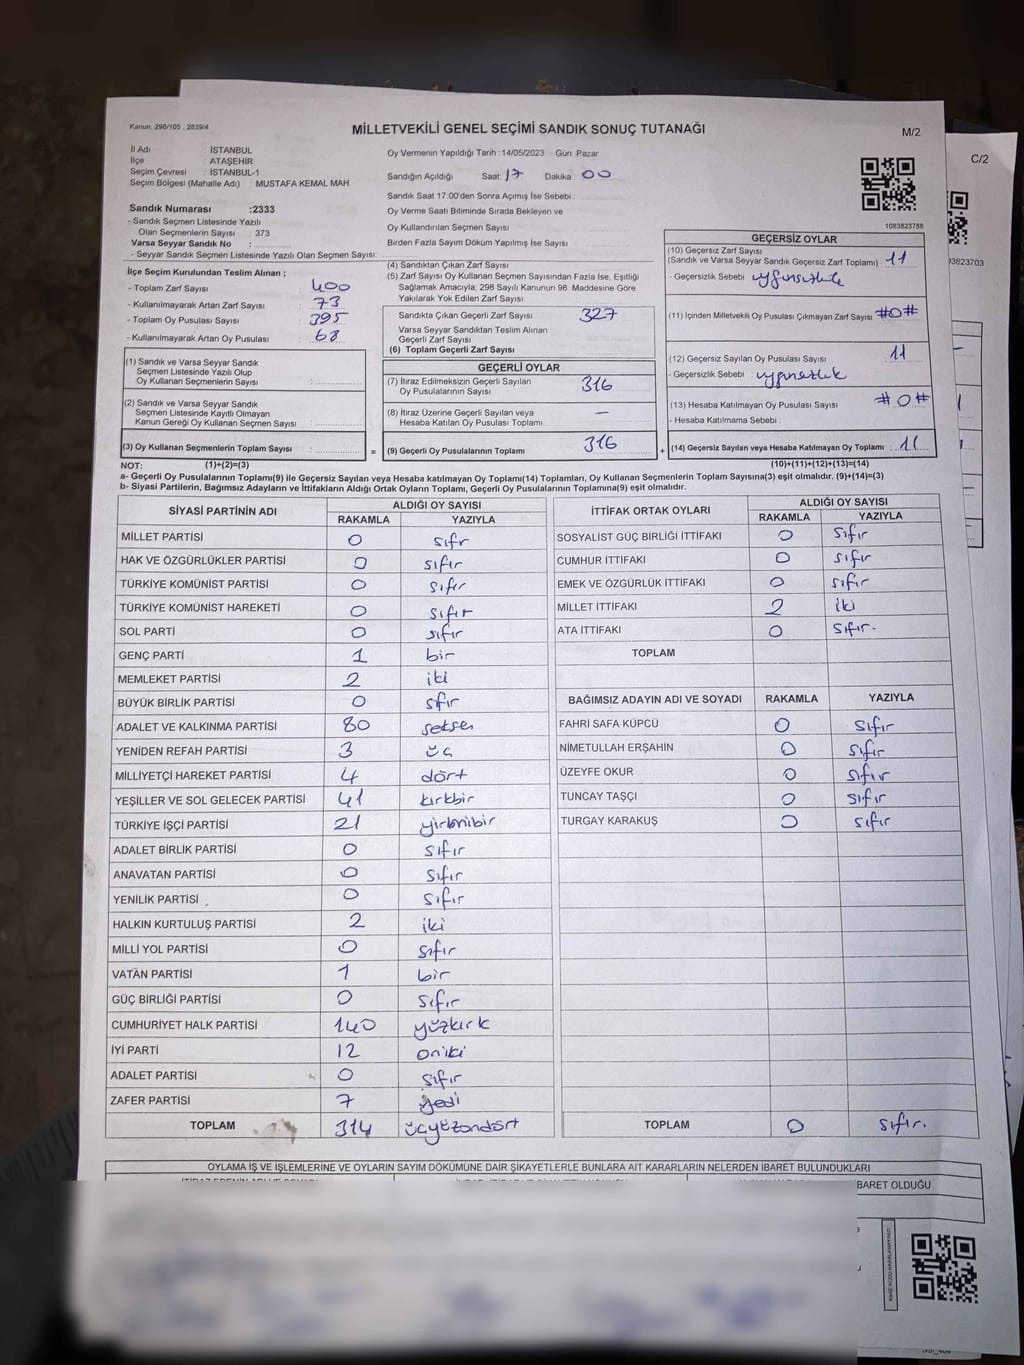 Kanun, 298/105 , 2839/4
MİLLETVEKİLİ GENEL SEÇİMİ SANDIK SONUÇ TUTANAĞI
M/2
C/2
İl Adı : İSTANBUL
İlçe : ATAŞEHİR
Seçim Çevresi : İSTANBUL-1
Seçim Bölgesi (Mahalle Adı) : MUSTAFA KEMAL MAH.
Sandık Numarası :2333
- Sandık Seçmen Listesinde Yazılı
Olan Seçmenlerin Sayısı : 373
Varsa Seyyar Sandık No :
- Seyyar Sandık Seçmen Listesinde Yazılı Olan Seçmen Sayısı:
Oy Vermenin Yapıldığı Tarih :14/05/2023 Gün: Pazar
Sandığın Açıldığı Saat: 17 Dakika: 00
Sandık Saat 17.00'den Sonra Açımış İse Sebebi :
Oy Verme Saati Bitiminde Sırada Bekleyen ve
Oy Kullandırılan Seçmen Sayısı
Birden Fazla Sayım Döküm Yapılmış İse Sayısı
1083823788
İlçe Seçim Kurulundan Teslim Alınan ;
- Toplam Zarf Sayısı : 400
- Kullanılmayarak Artan Zarf Sayısı : 73
- Toplam Oy Pusulası Sayısı : 395
- Kullanılmayarak Artan Oy Pusulası : 68
(1) Sandık ve Varsa Seyyar Sandık
Seçmen Listesinde Yazılı Olup
Oy Kullanan Seçmenlerin Sayısı :
(2) Sandık ve Varsa Seyyar Sandık
Seçmen Listesinde Kayıtlı Olmayan
Kanun Gereği Oy Kullanan Seçmen Sayısı :
(3) Oy Kullanan Seçmenlerin Toplam Sayısı :
(4) Sandıktan Çıkan Zarf Sayısı
(5) Zarf Sayısı Oy Kullanan Seçmen Sayısından Fazla İse, Eşitliği
Sağlamak Amacıyla; 298 Sayılı Kanunun 98. Maddesine Göre
Yakılarak Yok Edilen Zarf Sayısı
Sandıkta Çıkan Geçerli Zarf Sayısı : 327
Varsa Seyyar Sandıktan Teslim Alınan
Geçerli Zarf Sayısı
(6) Toplam Geçerli Zarf Sayısı
GEÇERLİ OYLAR
(7) İtiraz Edilmeksizin Geçerli Sayılan
Oy Pusulalarının Sayısı : 316
(8) İtiraz Üzerine Geçerli Sayılan veya
Hesaba Katılan Oy Pusulası Toplamı : —
= (9) Geçerli Oy Pusulalarının Toplamı : 316
GEÇERSİZ OYLAR
(10) Geçersiz Zarf Sayısı
(Sandık ve Varsa Seyyar Sandık Geçersiz Zarf Toplamı) : 11
- Geçersizlik Sebebi :
(11) İçinden Milletvekili Oy Pusulası Çıkmayan Zarf Sayısı : #0#
(12) Geçersiz Sayılan Oy Pusulası Sayısı : 11
- Geçersizlik Sebebi :
(13) Hesaba Katılmayan Oy Pusulası Sayısı : #0#
- Hesaba Katılmama Sebebi :
+ (14) Geçersiz Sayılan veya Hesaba Katılmayan Oy Toplamı : 11
NOT: (1)+(2)=(3)
(10)+(11)+(12)+(13)=(14)
a- Geçerli Oy Pusulalarının Toplamı(9) ile Geçersiz Sayılan veya Hesaba katılmayan Oy Toplamı(14) Toplamları, Oy Kullanan Seçmenlerin Toplam Sayısına(3) eşit olmalıdır. (9)+(14)=(3)
b- Siyasi Partilerin, Bağımsız Adayların ve İttifakların Aldığı Ortak Oyların Toplamı, Geçerli Oy Pusulalarının Toplamına(9) eşit olmalıdır.
SİYASİ PARTİNİN ADI ALDIĞI OY SAYISI
RAKAMLA YAZIYLA
MİLLET PARTİSİ 0 sıfr
HAK VE ÖZGÜRLÜKLER PARTİSİ 0 sıfır
TÜRKİYE KOMÜNİST PARTİSİ 0 sıfır
TÜRKİYE KOMÜNİST HAREKETİ 0 sıfır
SOL PARTİ 0 sıfır
GENÇ PARTİ 1 bir
MEMLEKET PARTİSİ 2 iki
BÜYÜK BİRLİK PARTİSİ 0 sıfır
ADALET VE KALKINMA PARTİSİ 80 seksen
YENİDEN REFAH PARTİSİ 3 üç
MİLLİYETÇİ HAREKET PARTİSİ 4 dört
YEŞİLLER VE SOL GELECEK PARTİSİ 41 kırkbir
TÜRKİYE İŞÇİ PARTİSİ 21 yirmibir
ADALET BİRLİK PARTİSİ 0 sıfır
ANAVATAN PARTİSİ 0 sıfır
YENİLİK PARTİSİ 0 sıfır
HALKIN KURTULUŞ PARTİSİ 2 iki
MİLLİ YOL PARTİSİ 0 sıfır
VATAN PARTİSİ 1 bir
GÜÇ BİRLİĞİ PARTİSİ 0 sıfır
CUMHURİYET HALK PARTİSİ 140 yüzkırk
İYİ PARTİ 12 oniki
ADALET PARTİSİ 0 sıfır
ZAFER PARTİSİ 7 yedi
TOPLAM 314 üçyüzondört
İTTİFAK ORTAK OYLARI ALDIĞI OY SAYISI
RAKAMLA YAZIYLA
SOSYALİST GÜÇ BİRLİĞİ İTTİFAKI 0 sıfır
CUMHUR İTTİFAKI 0 sıfır
EMEK VE ÖZGÜRLÜK İTTİFAKI 0 sıfır
MİLLET İTTİFAKI 2 iki
ATA İTTİFAKI 0 sıfır.
TOPLAM
BAĞIMSIZ ADAYIN ADI VE SOYADI RAKAMLA YAZIYLA
FAHRİ SAFA KÜPCÜ 0 sıfır
NİMETULLAH ERŞAHİN 0 sıfır
ÜZEYFE OKUR 0 sıfır
TUNCAY TAŞÇI 0 sıfır
TURGAY KARAKUŞ 0 sıfır
TOPLAM 0 sıfır.
OYLAMA İŞ VE İŞLEMLERİNE VE OYLARIN SAYIM DÖKÜMÜNE DAİR ŞİKAYETLERLE BUNLARA AİT KARARLARIN NELERDEN İBARET BULUNDUKLARI
BARET OLDUĞU